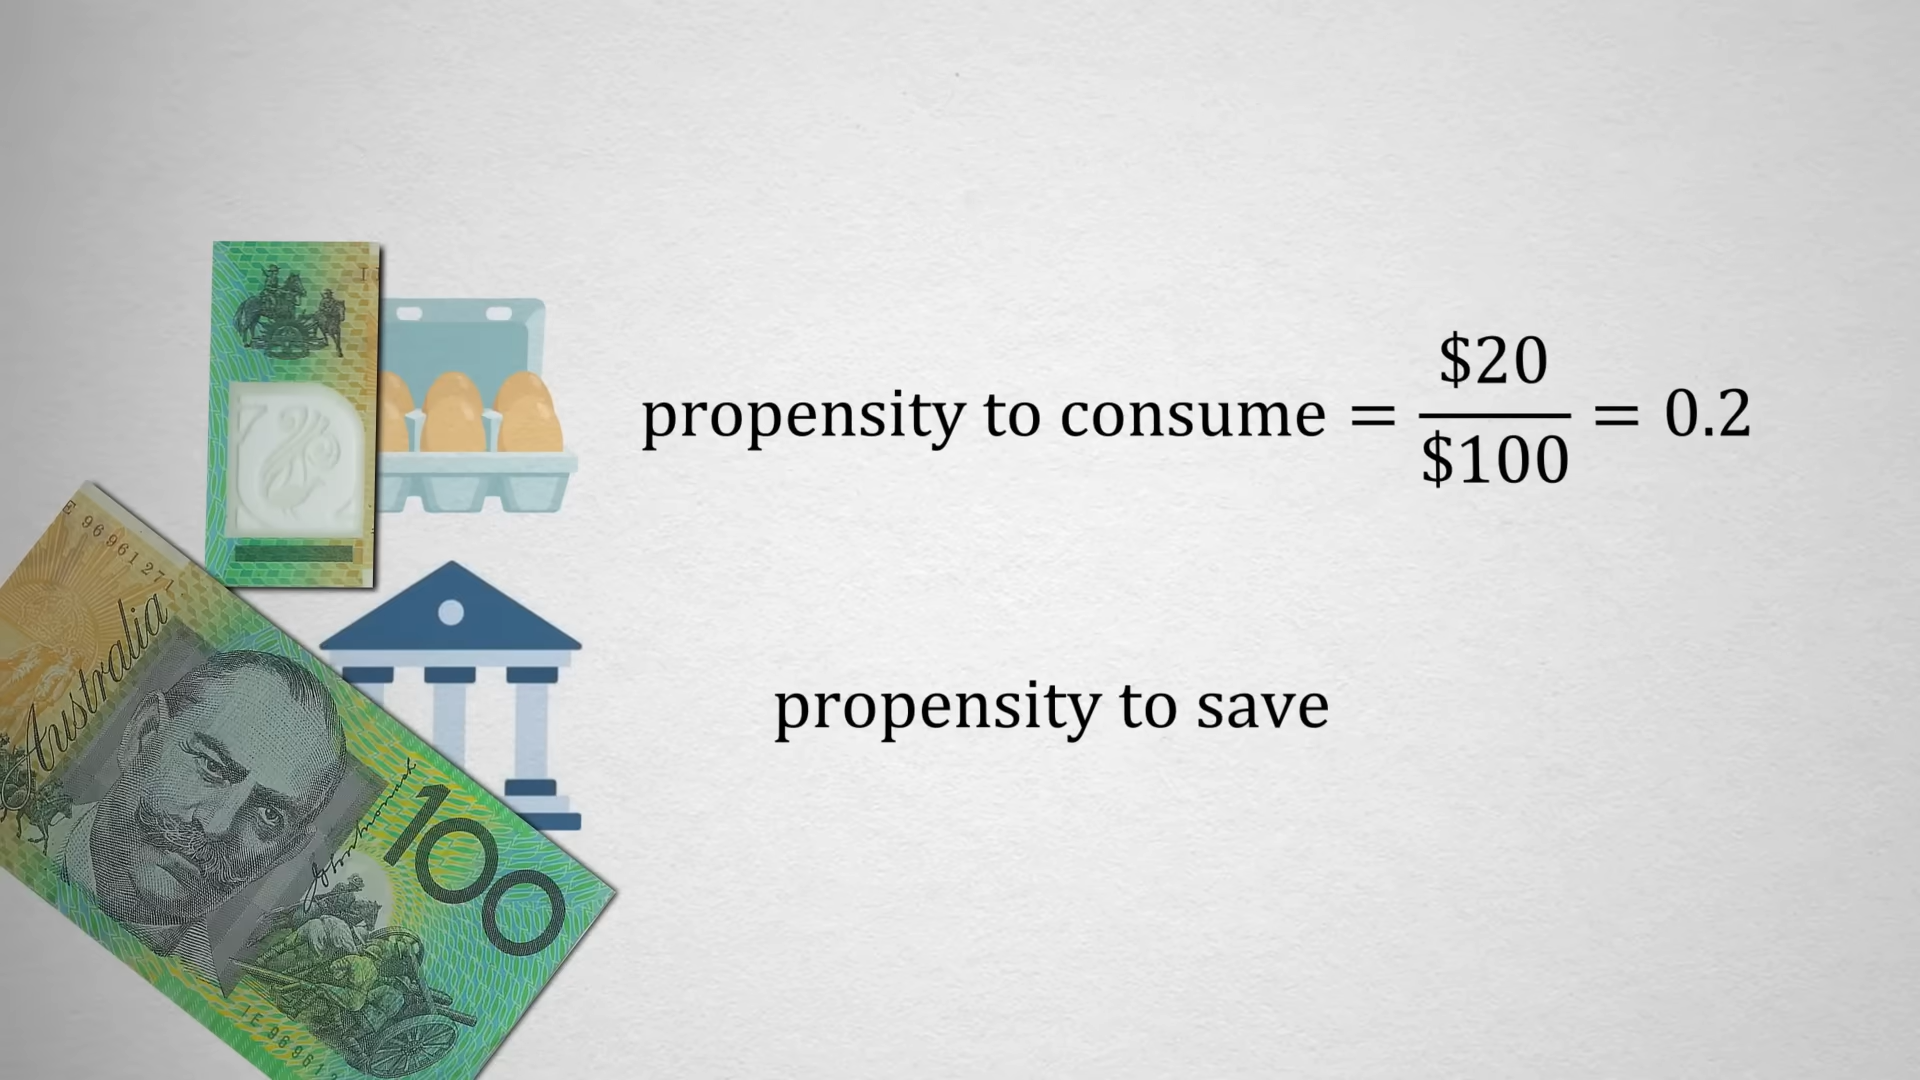 propensity to consume = $20 / $100 = 0.2
propensity to save
Australia
100